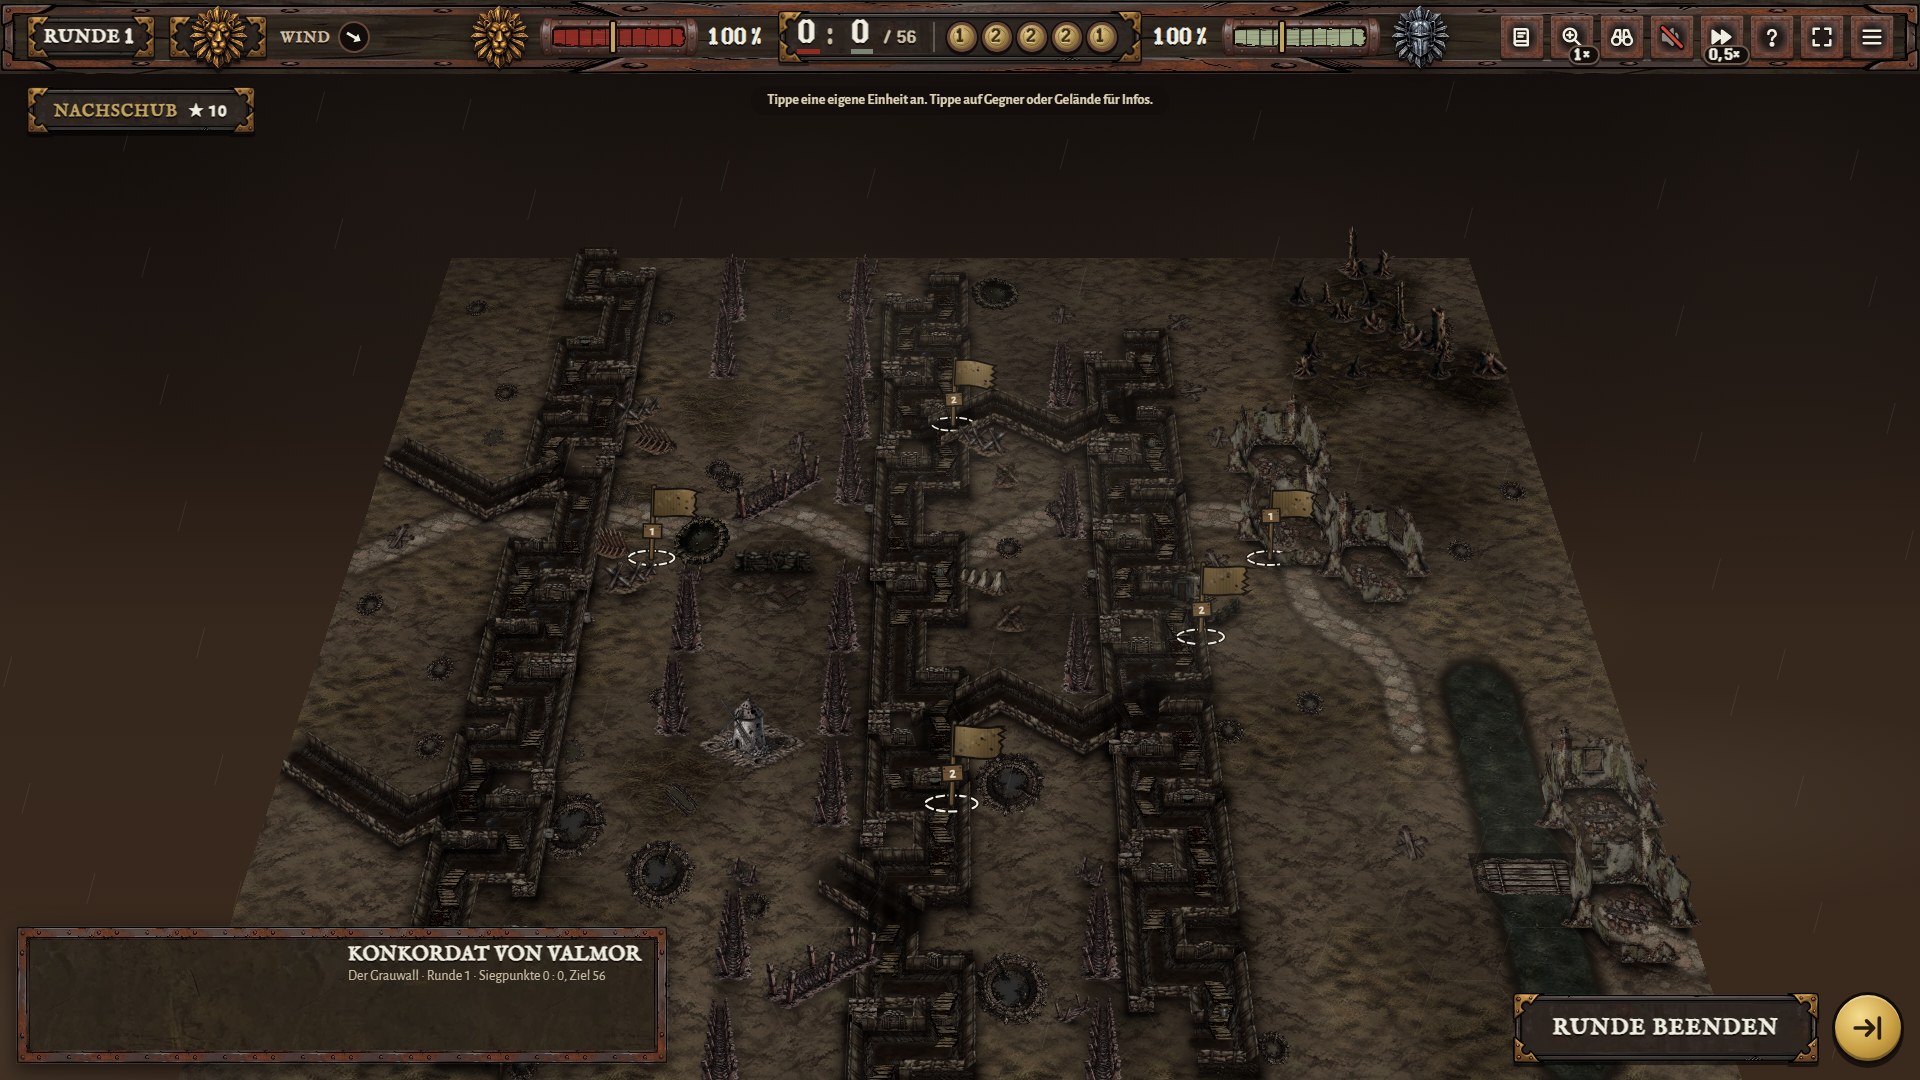 RUNDE 1
WIND
100%
0 : 0 / 56
1 2 2 2 1
100%
1×
0,5×
?
NACHSCHUB ★ 10
Tippe eine eigene Einheit an. Tippe auf Gegner oder Gelände für Infos.
2
1
1
2
2
KONKORDAT VON VALMOR
Der Grauwall · Runde 1 · Siegpunkte 0 : 0, Ziel 56
RUNDE BEENDEN